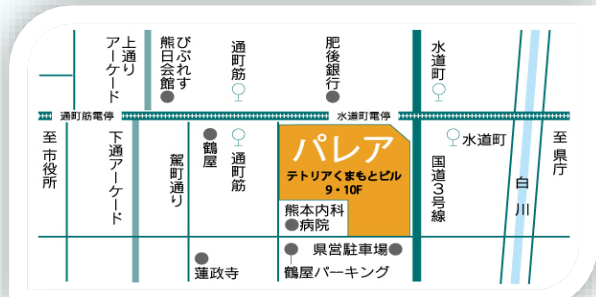 上通り
アーケード
びぷれす
熊日会館
通町筋
肥後銀行
水道町
通町筋電停
水道町電停
至市役所
下通アーケード
駕町通り
鶴屋
通町筋
パレア
テトリアくまもとビル
9・10F
熊本内科
病院
国道3号線
水道町
白川
至県庁
蓮政寺
県営駐車場
鶴屋パーキング